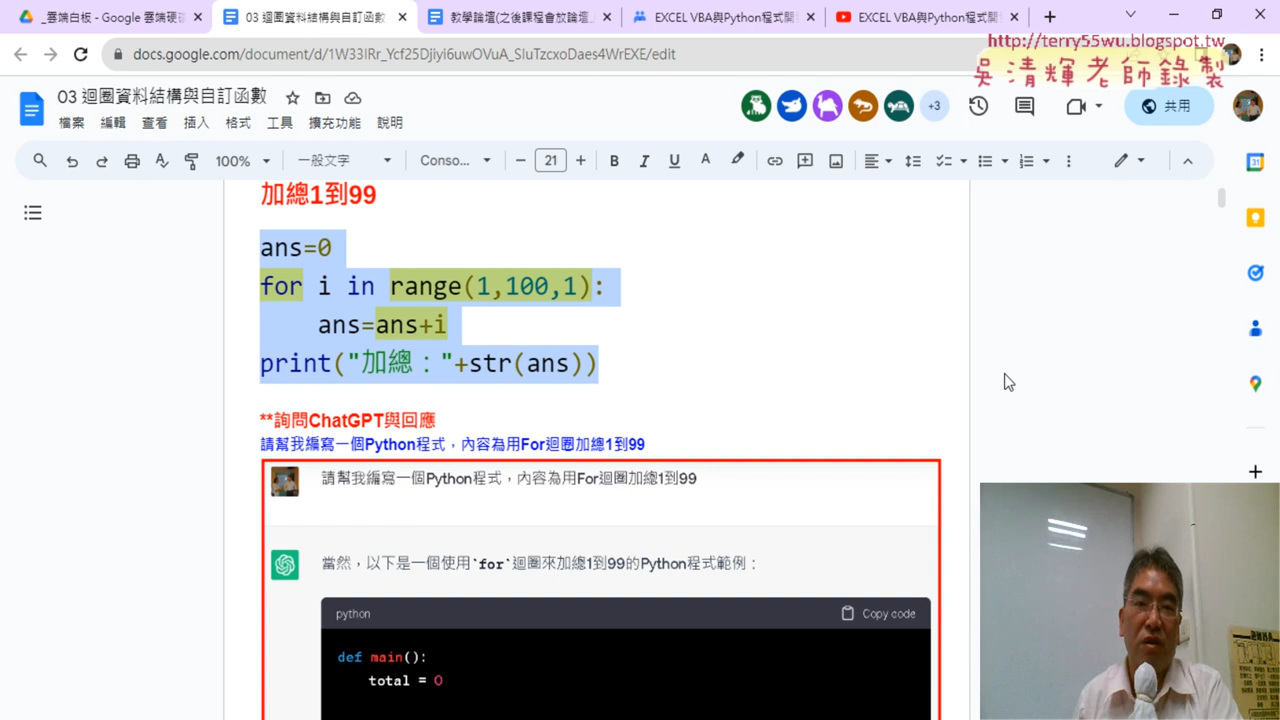 _雲端白板 - Google 雲端硬碟
03 迴圈資料結構與自訂函數
教學論壇(之後課程會放論壇上
EXCEL VBA與Python程式開發
EXCEL VBA與Python程式開發
docs.google.com/document/d/1W33lRr_Ycf25Djiyi6uwOVuA_SluTzcxoDaes4WrEXE/edit
http://terry55wu.blogspot.tw
吳清輝老師錄製
03 迴圈資料結構與自訂函數
檔案 編輯 查看 插入 格式 工具 擴充功能 說明
+3
共用
100% 一般文字 Conso... 21 B I U A
加總1到99
ans=0
for i in range(1,100,1):
ans=ans+i
print("加總："+str(ans))
**詢問ChatGPT與回應
請幫我編寫一個Python程式，內容為用For迴圈加總1到99
請幫我編寫一個Python程式，內容為用For迴圈加總1到99
當然，以下是一個使用`for`迴圈來加總1到99的Python程式範例：
python Copy code
def main():
total = 0